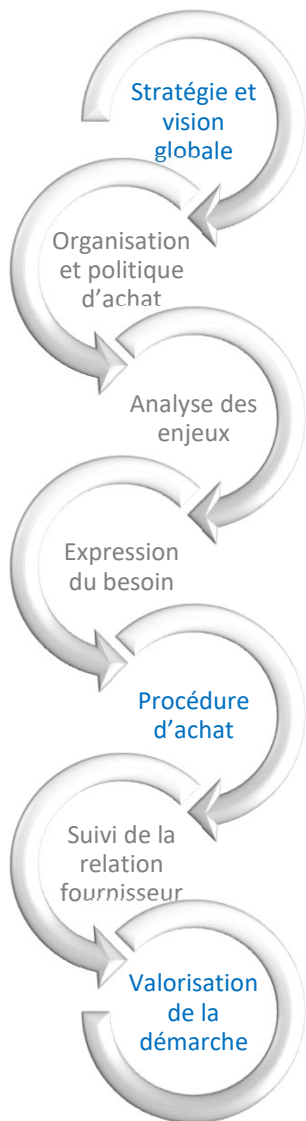 Stratégie et
vision
globale
Organisation
et politique
d’achat
Analyse des
enjeux
Expression
du besoin
Procédure
d’achat
Suivi de la
relation
fournisseur
Valorisation
de la
démarche